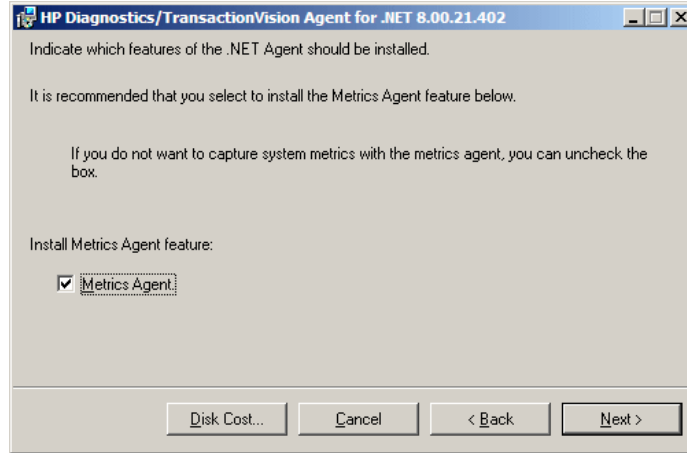 HP Diagnostics/TransactionVision Agent for .NET 8.00.21.402
Indicate which features of the .NET Agent should be installed.
It is recommended that you select to install the Metrics Agent feature below.
If you do not want to capture system metrics with the metrics agent, you can uncheck the
box.
Install Metrics Agent feature:
Metrics Agent.
Disk Cost... Cancel < Back Next >